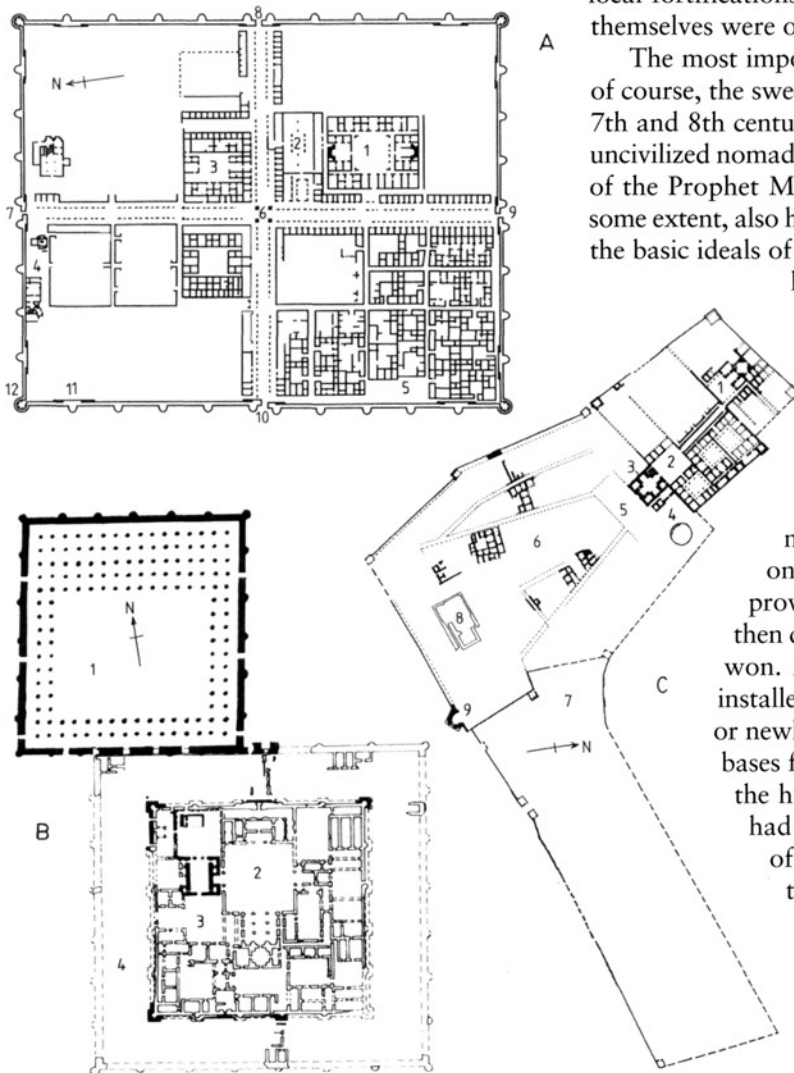 8
A
N
1
2
3
6
7
9
4
5
12
11
10
N
1
B
2
3
4
1
2
3
4
5
6
8
9
7
C
N
local fortifications
themselves were o
The most impo
of course, the swe
7th and 8th centu
uncivilized nomad
of the Prophet M
some extent, also h
the basic ideals of
n
on
prov
then c
won.
installe
or newl
bases f
the h
had
of
t